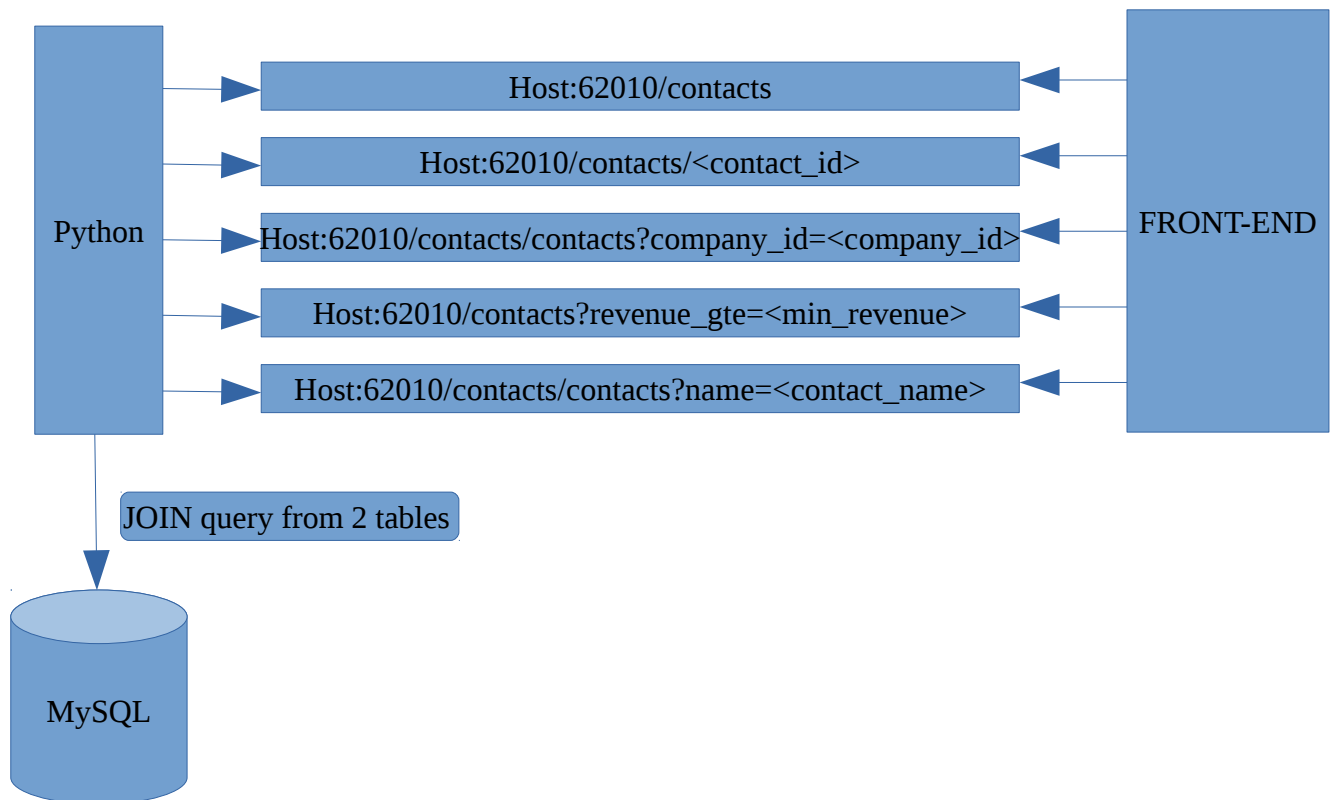 Host:62010/contacts
Host:62010/contacts/<contact_id>
Python
Host:62010/contacts/contacts?company_id=<company_id>
FRONT-END
Host:62010/contacts?revenue_gte=<min_revenue>
Host:62010/contacts/contacts?name=<contact_name>
JOIN query from 2 tables
MySQL